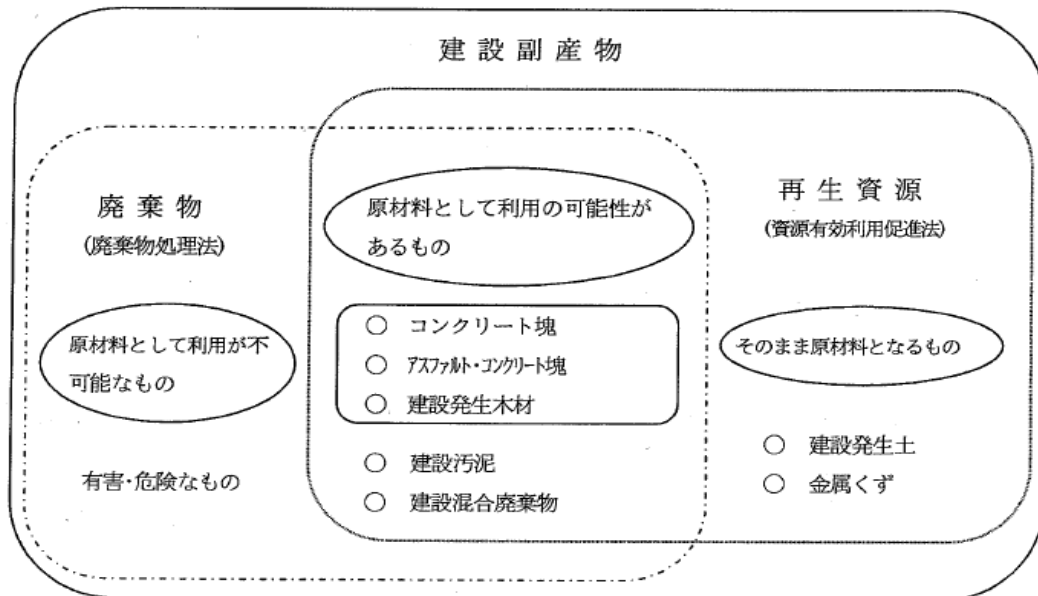 建設副産物
廃棄物
(廃棄物処理法)
原材料として利用が不
可能なもの
有害・危険なもの
原材料として利用の可能性が
あるもの
○ コンクリート塊
○ アスファルト・コンクリート塊
○ 建設発生木材
○ 建設汚泥
○ 建設混合廃棄物
再生資源
(資源有効利用促進法)
そのまま原材料となるもの
○ 建設発生土
○ 金属くず